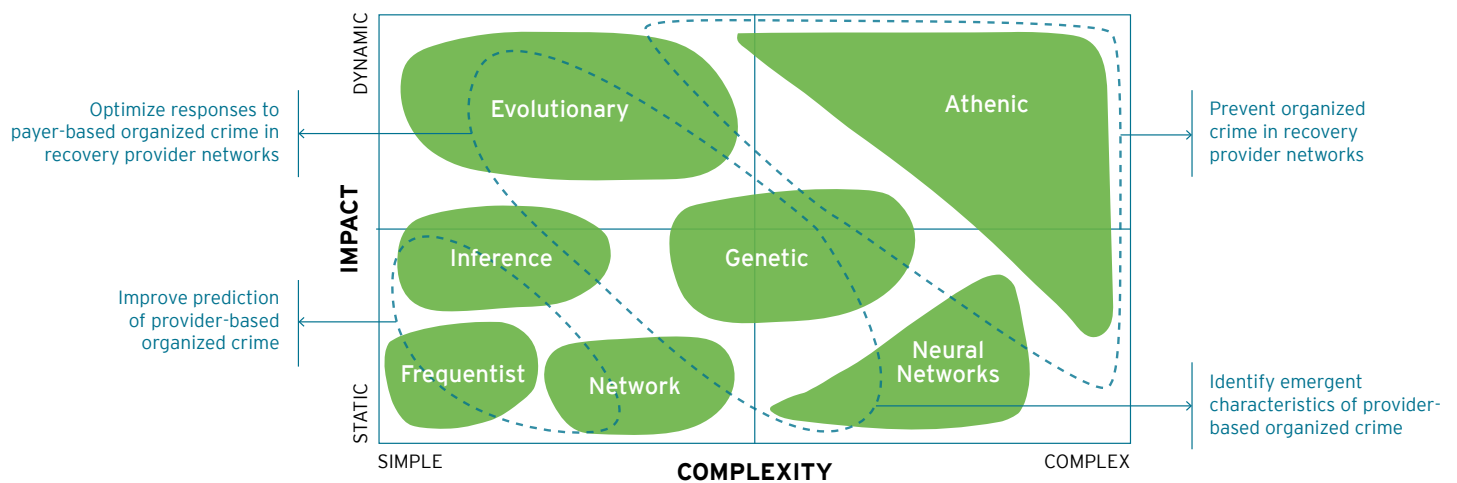 DYNAMIC
Optimize responses to
payer-based organized crime in
recovery provider networks
Evolutionary
Athenic
Prevent organized
crime in recovery
provider networks
IMPACT
Inference
Genetic
Improve prediction
of provider-based
organized crime
Frequentist
Network
Neural
Networks
Identify emergent
characteristics of provider-
based organized crime
STATIC
SIMPLE
COMPLEXITY
COMPLEX